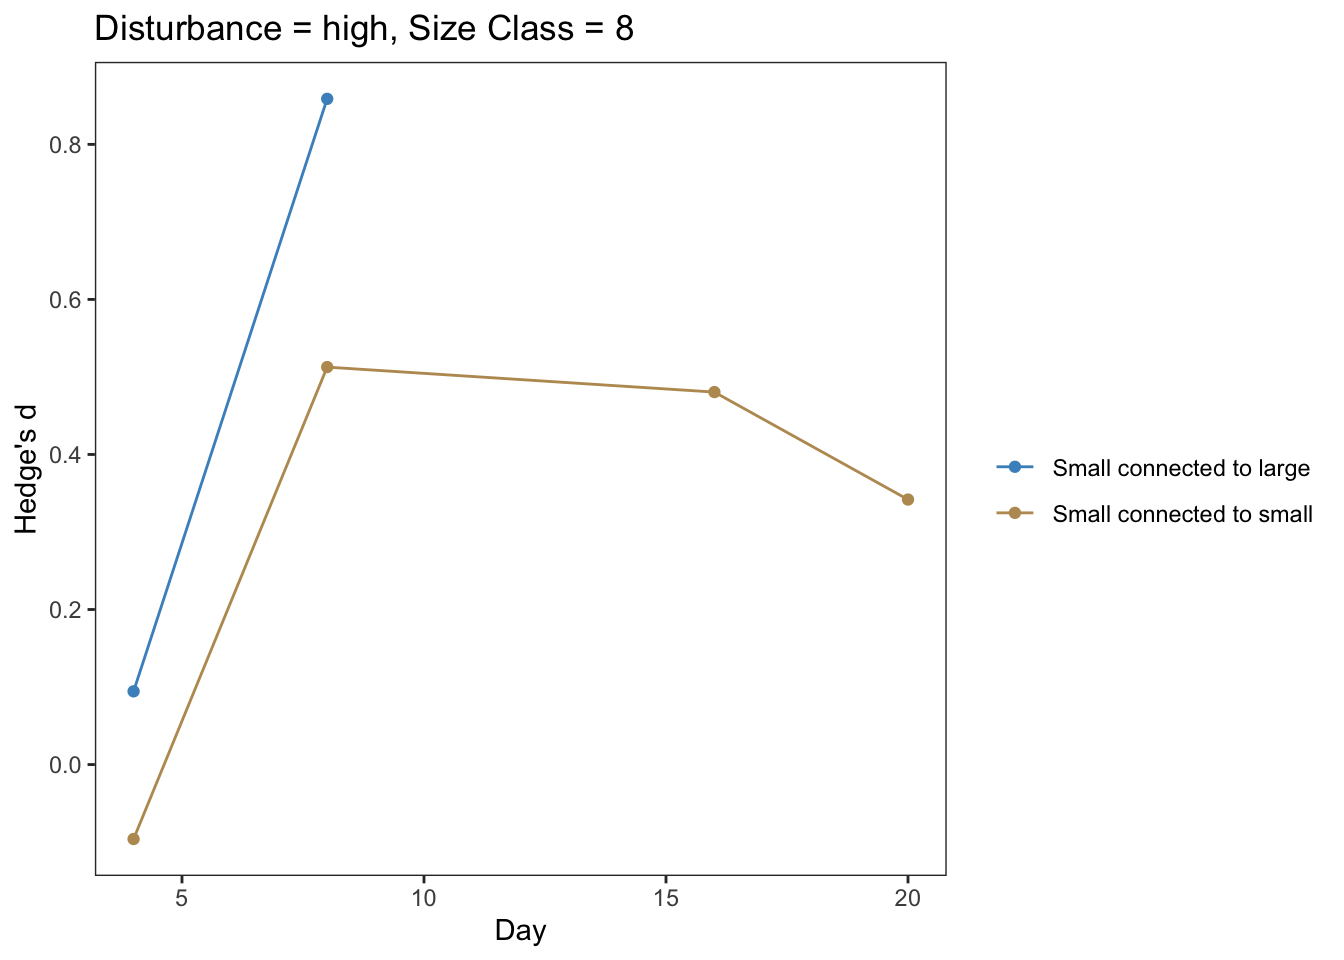 Disturbance = high, Size Class = 8
0.8
0.6
0.4
0.2
0.0
Hedge's d
5 10 15 20
Day
Small connected to large
Small connected to small